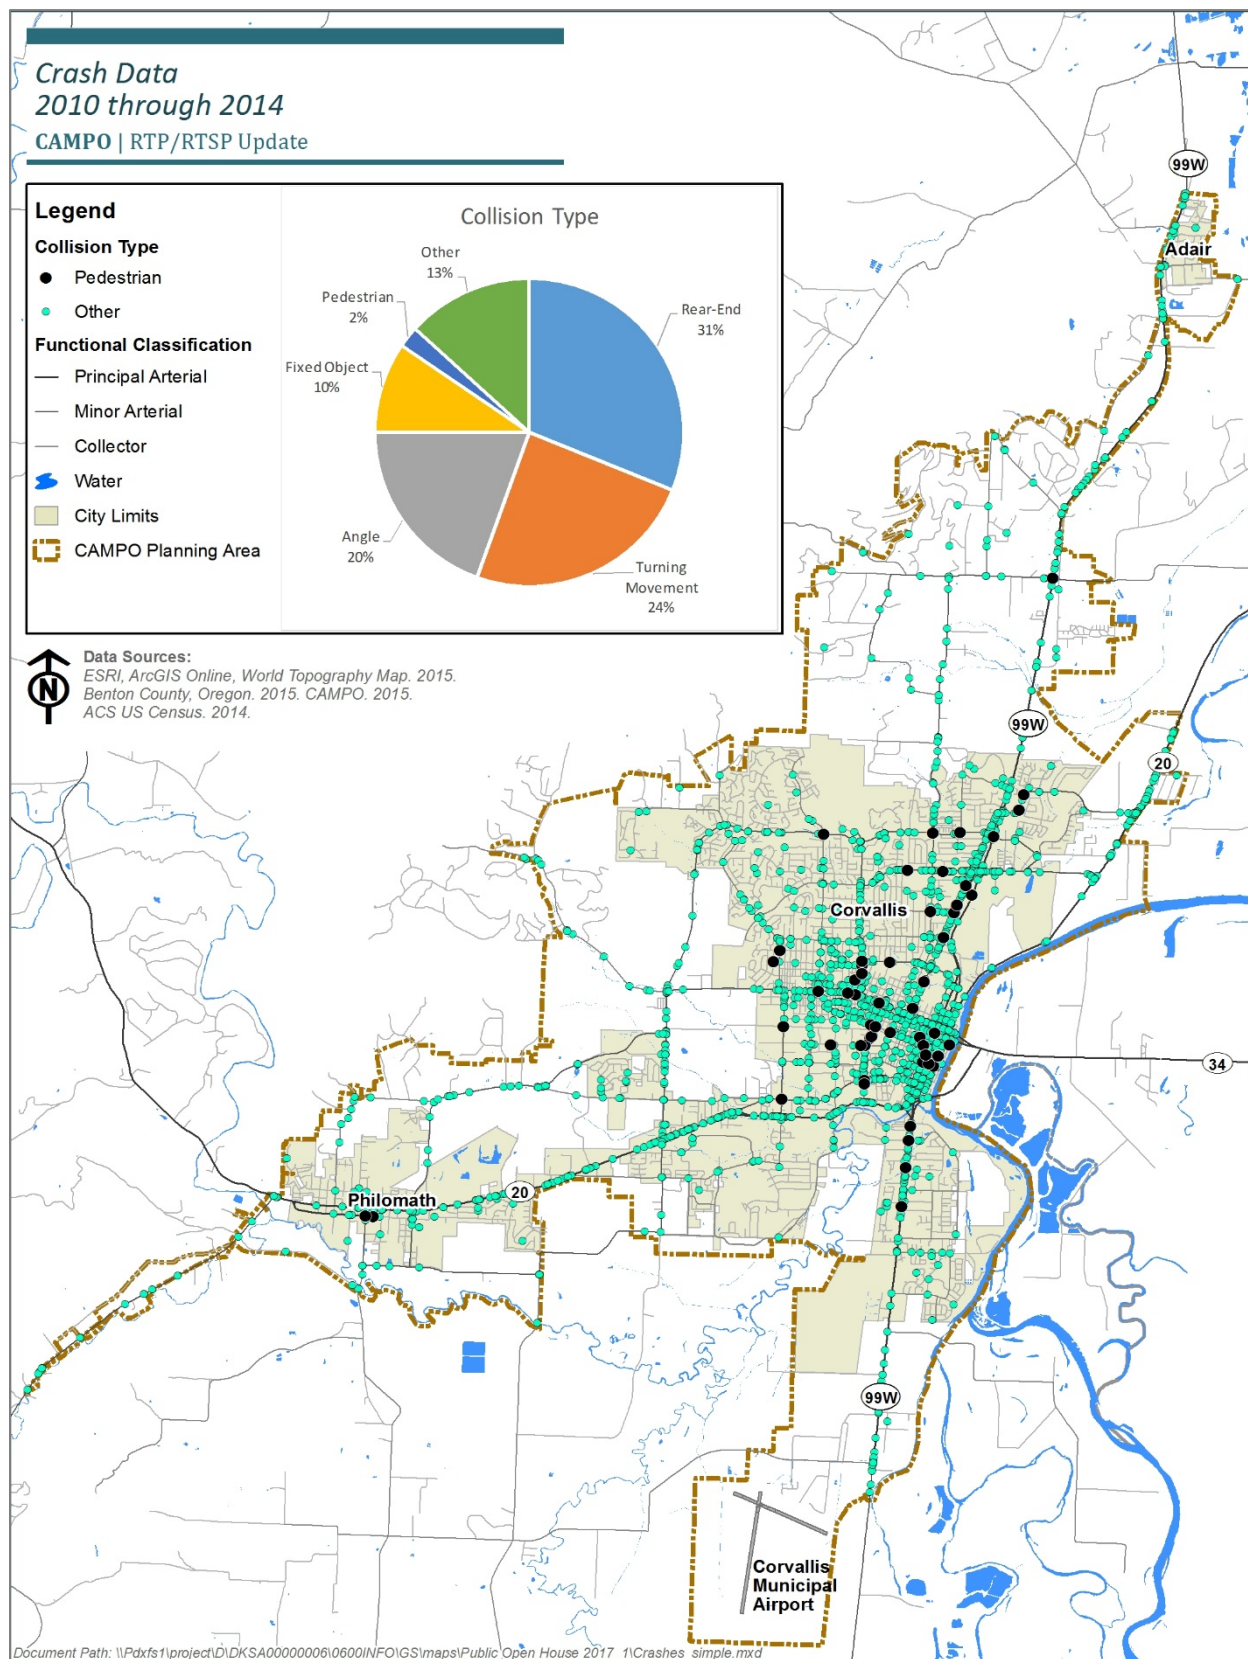 Crash Data
2010 through 2014
CAMPO | RTP/RTSP Update
Legend
Collision Type
Pedestrian
Other
Functional Classification
Principal Arterial
Minor Arterial
Collector
Water
City Limits
CAMPO Planning Area
Collision Type
Other
13%
Pedestrian
2%
Fixed Object
10%
Angle
20%
Rear-End
31%
Turning
Movement
24%
N
Data Sources:
ESRI, ArcGIS Online, World Topography Map. 2015.
Benton County, Oregon. 2015. CAMPO. 2015.
ACS US Census. 2014.
99W
Adair
99W
20
Corvallis
34
Philomath
20
99W
Corvallis
Municipal
Airport
Document Path: \\Pdxfs1\project\D\DKSA00000006\0600INFO\GS\maps\Public Open House 2017_1\Crashes_simple.mxd